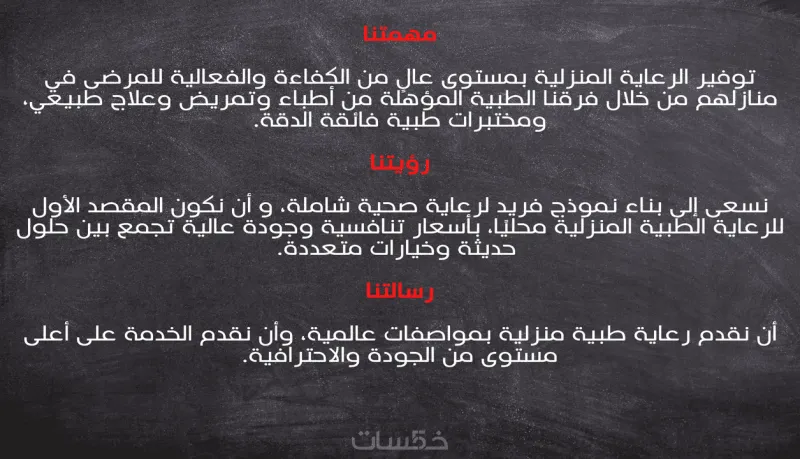 مهمتنا
توفير الرعاية المنزلية بمستوى عالٍ من الكفاءة والفعالية للمرضى في
منازلهم من خلال فرقنا الطبية المؤهلة من أطباء وتمريض وعلاج طبيعي،
ومختبرات طبية فائقة الدقة.
رؤيتنا
نسعى إلى بناء نموذج فريد لرعاية صحية شاملة، و أن نكون المقصد الأول
للرعاية الطبية المنزلية محليًا، بأسعار تنافسية وجودة عالية تجمع بين حلول
حديثة وخيارات متعددة.
رسالتنا
أن نقدم رعاية طبية منزلية بمواصفات عالمية، وأن نقدم الخدمة على أعلى
مستوى من الجودة والاحترافية.
خمسات